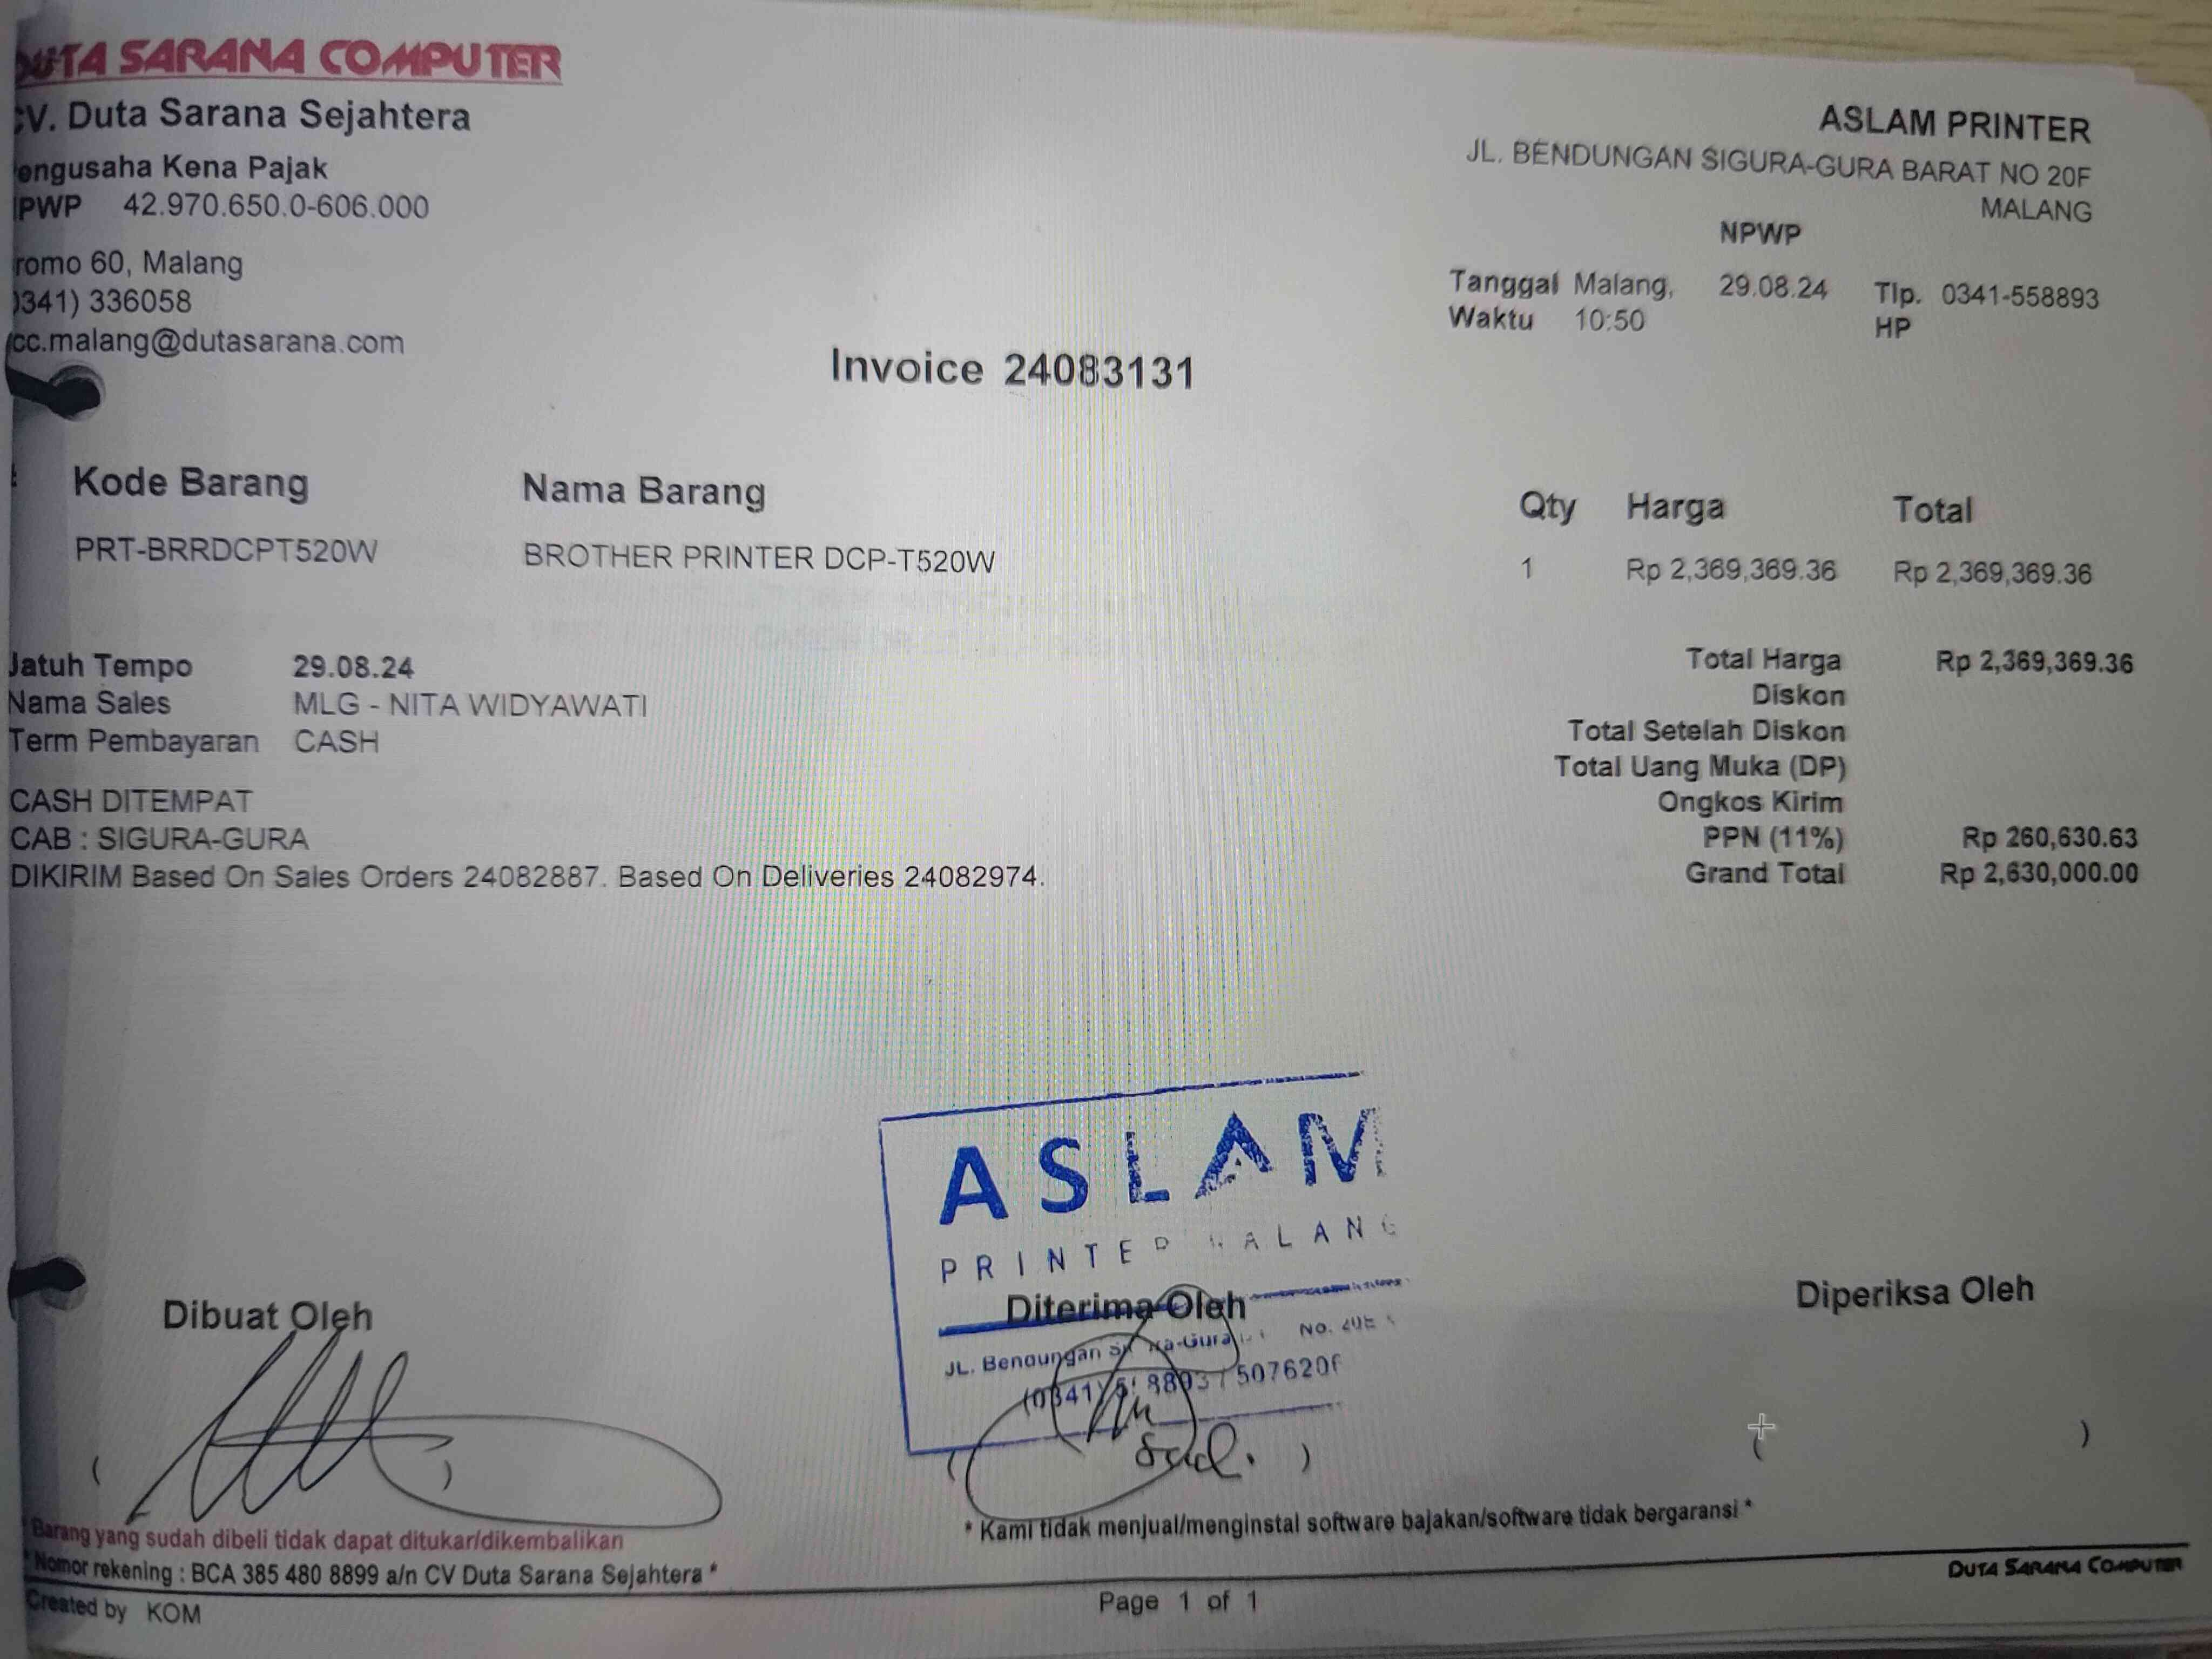 DUTA SARANA COMPUTER
CV. Duta Sarana Sejahtera
engusaha Kena Pajak
PWP 42.970.650.0-606.000
romo 60, Malang
0341) 336058
cc.malang@dutasarana.com
ASLAM PRINTER
JL. BENDUNGAN SIGURA-GURA BARAT NO 20F
MALANG
NPWP
Tanggal Malang, 29.08.24 Tlp. 0341-558893
Waktu 10:50 HP
Invoice 24083131
Kode Barang Nama Barang Qty Harga Total
PRT-BRRDCPT520W BROTHER PRINTER DCP-T520W 1 Rp 2,369,369.36 Rp 2,369,369.36
Jatuh Tempo 29.08.24
Nama Sales MLG - NITA WIDYAWATI
Term Pembayaran CASH
CASH DITEMPAT
CAB : SIGURA-GURA
DIKIRIM Based On Sales Orders 24082887. Based On Deliveries 24082974.
Total Harga Rp 2,369,369.36
Diskon
Total Setelah Diskon
Total Uang Muka (DP)
Ongkos Kirim
PPN (11%) Rp 260,630.63
Grand Total Rp 2,630,000.00
ASLAM
PRINTER MALANG
JL. Bendungan
(0341)
Dibuat Oleh
Diterima Oleh
Diperiksa Oleh
( )
( )
( )
* Barang yang sudah dibeli tidak dapat ditukar/dikembalikan
* Nomor rekening : BCA 385 480 8899 a/n CV Duta Sarana Sejahtera *
* Kami tidak menjual/menginstal software bajakan/software tidak bergaransi *
DUTA SARANA COMPUTER
Created by KOM
Page 1 of 1